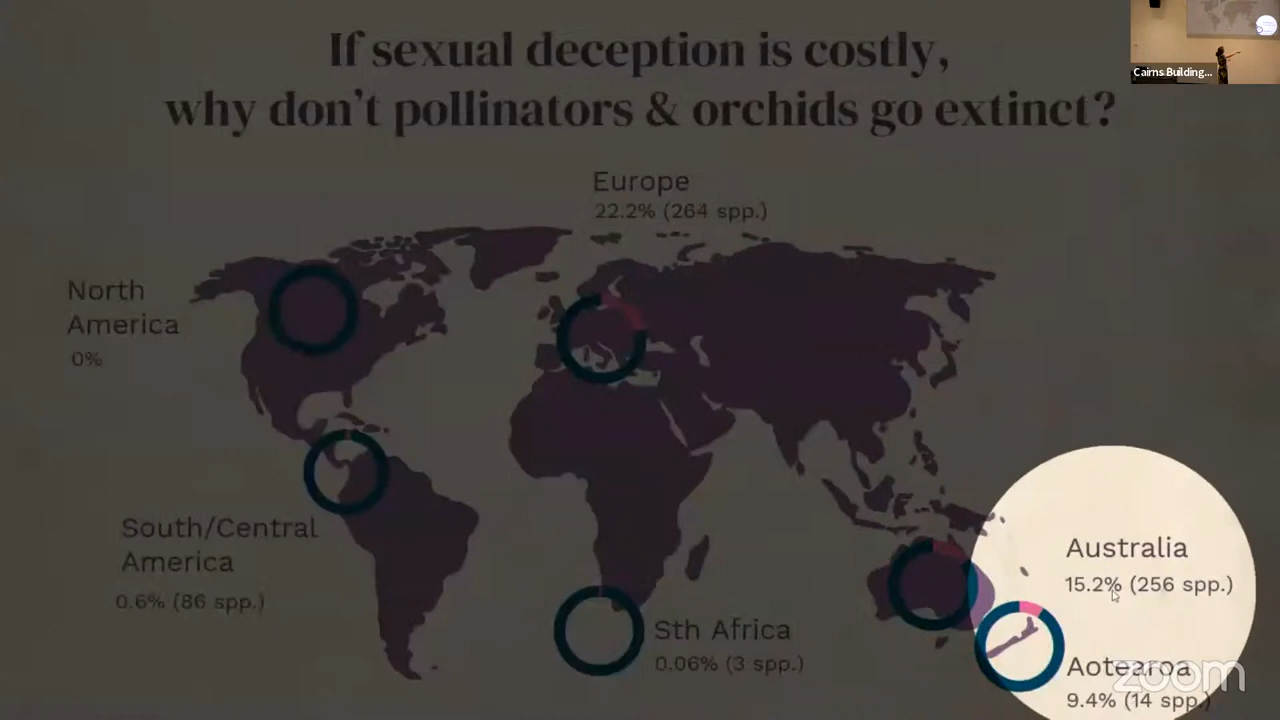 If sexual deception is costly,
why don't pollinators & orchids go extinct?
Cairns Building...
Europe
22.2% (264 spp.)
North
America
0%
South/Central
America
0.6% (86 spp.)
Sth Africa
0.06% (3 spp.)
Australia
15.2% (256 spp.)
Aotearoa
9.4% (14 spp.)
zoom